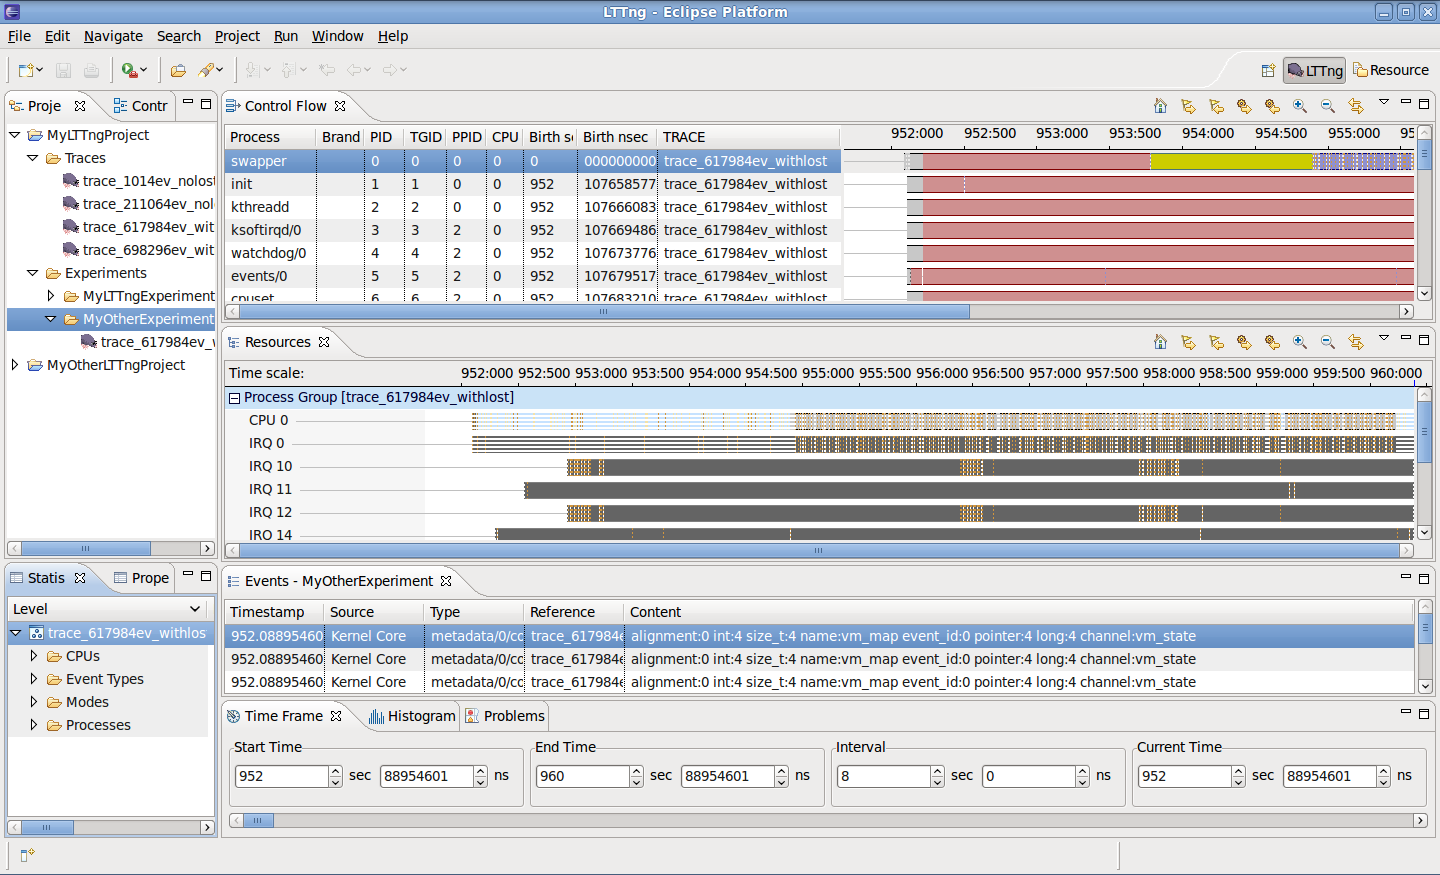 LTTng - Eclipse Platform
File Edit Navigate Search Project Run Window Help
LTTng Resource
Proje Contr
MyLTTngProject
Traces
trace_1014ev_nolost
trace_211064ev_nol
trace_617984ev_wit
trace_698296ev_wit
Experiments
MyLTTngExperiment
MyOtherExperiment
trace_617984ev_w
MyOtherLTTngProject
Control Flow
Process Brand PID TGID PPID CPU Birth se Birth nsec TRACE 952:000 952:500 953:000 953:500 954:000 954:500 955:000 95
swapper 0 0 0 0 0 000000000 trace_617984ev_withlost
init 1 1 0 0 952 107658577 trace_617984ev_withlost
kthreadd 2 2 0 0 952 107666083 trace_617984ev_withlost
ksoftirqd/0 3 3 2 0 952 107669486 trace_617984ev_withlost
watchdog/0 4 4 2 0 952 107673776 trace_617984ev_withlost
events/0 5 5 2 0 952 107679517 trace_617984ev_withlost
cpuset 6 6 2 0 952 107683210 trace_617984ev_withlost
Resources
Time scale: 952:000 952:500 953:000 953:500 954:000 954:500 955:000 955:500 956:000 956:500 957:000 957:500 958:000 958:500 959:000 959:500 960:000
Process Group [trace_617984ev_withlost]
CPU 0
IRQ 0
IRQ 10
IRQ 11
IRQ 12
IRQ 14
Statis Prope
Level
trace_617984ev_withlos
CPUs
Event Types
Modes
Processes
Events - MyOtherExperiment
Timestamp Source Type Reference Content
952.08895460 Kernel Core metadata/0/co trace_617984e alignment:0 int:4 size_t:4 name:vm_map event_id:0 pointer:4 long:4 channel:vm_state
952.08895460 Kernel Core metadata/0/co trace_617984e alignment:0 int:4 size_t:4 name:vm_map event_id:0 pointer:4 long:4 channel:vm_state
952.08895460 Kernel Core metadata/0/co trace_617984e alignment:0 int:4 size_t:4 name:vm_map event_id:0 pointer:4 long:4 channel:vm_state
Time Frame Histogram Problems
Start Time End Time Interval Current Time
952 sec 88954601 ns 960 sec 88954601 ns 8 sec 0 ns 952 sec 88954601 ns